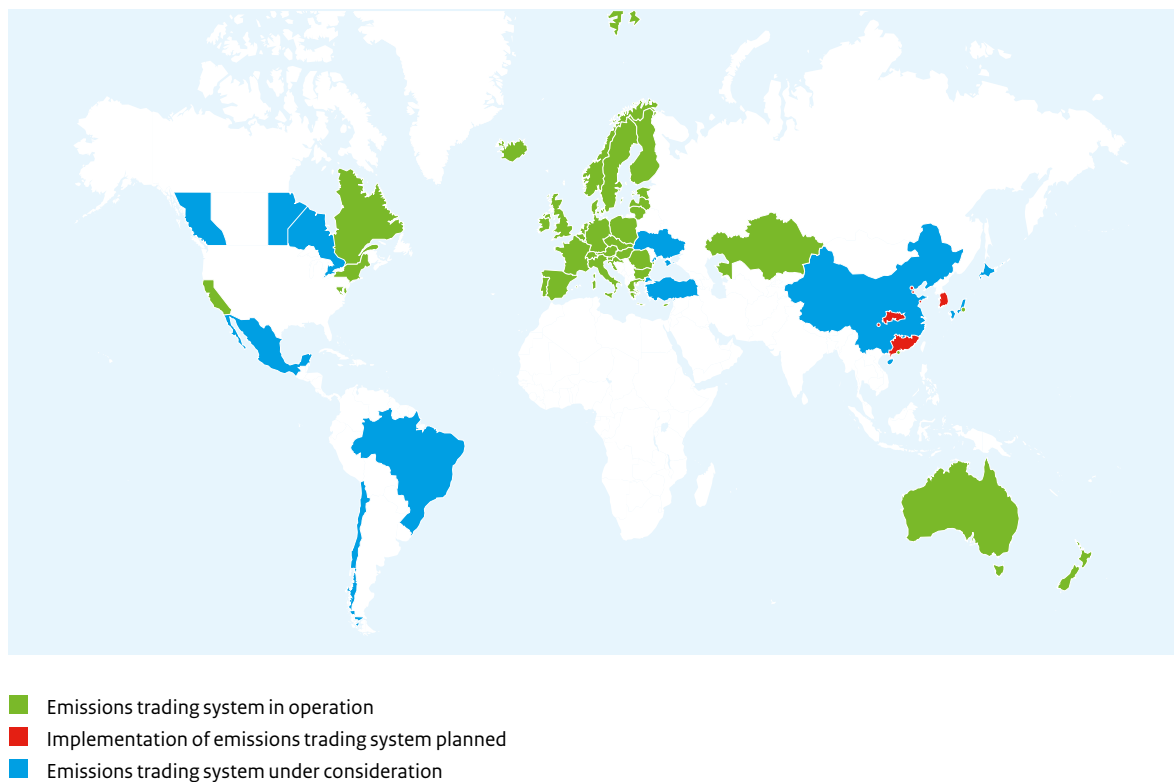 Emissions trading system in operation
Implementation of emissions trading system planned
Emissions trading system under consideration